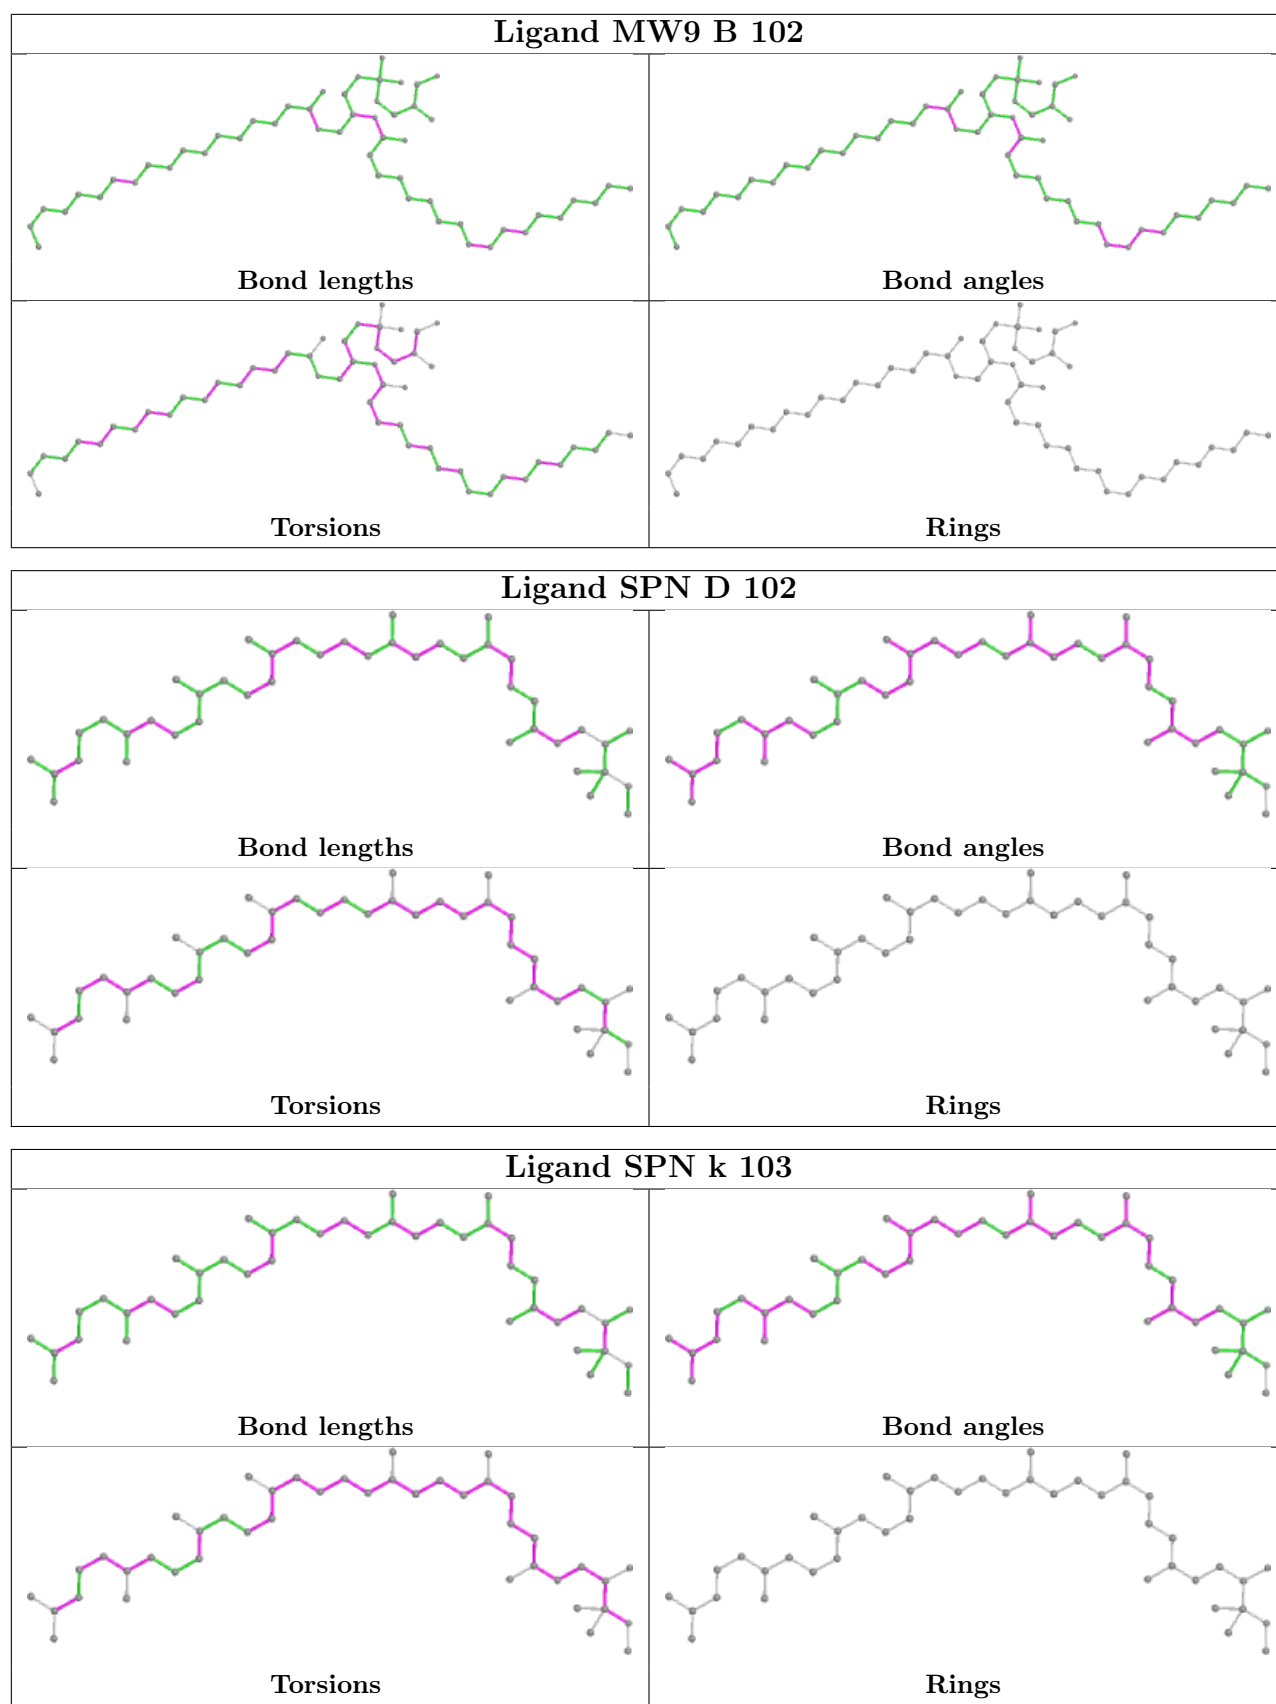 Ligand MW9 B 102
Bond lengths
Bond angles
Torsions
Rings
Ligand SPN D 102
Bond lengths
Bond angles
Torsions
Rings
Ligand SPN k 103
Bond lengths
Bond angles
Torsions
Rings